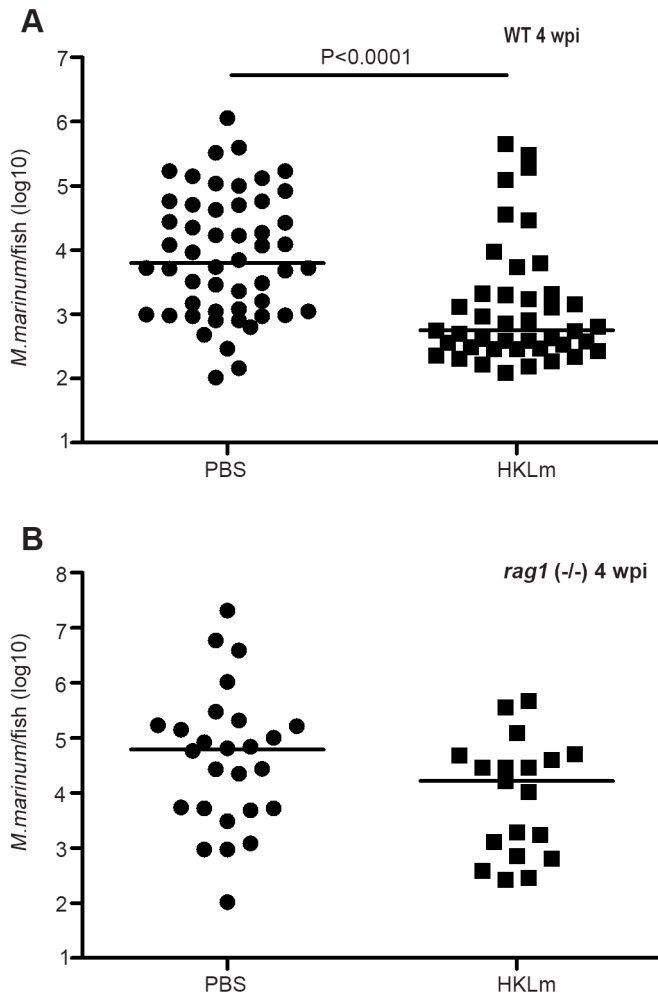 A
WT 4 wpi
P<0.0001
7
6
5
4
3
2
1
M.marinum/fish (log10)
PBS HKLm
B
rag1 (-/-) 4 wpi
8
7
6
5
4
3
2
1
M.marinum/fish (log10)
PBS HKLm